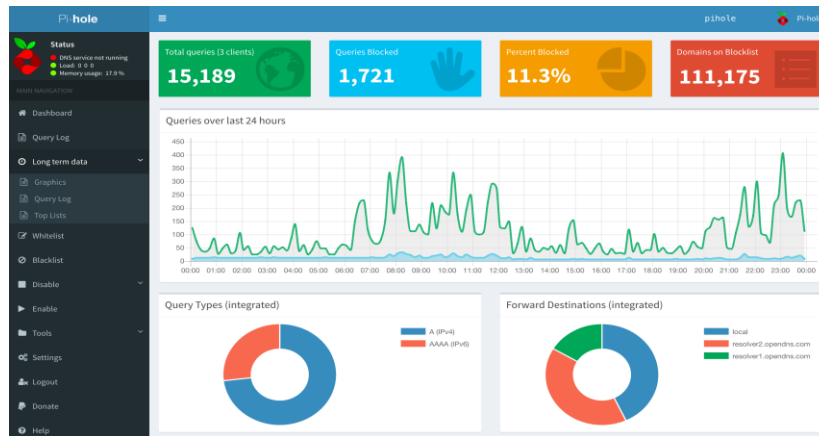 Pi-hole
pihole
Pi-hol
Status
DNS service not running
Load: 0 0 0
Memory usage: 17.9 %
MAIN NAVIGATION
Dashboard
Query Log
Long term data
Graphics
Query Log
Top Lists
Whitelist
Blacklist
Disable
Enable
Tools
Settings
Logout
Donate
Help
Total queries (3 clients)
15,189
Queries Blocked
1,721
Percent Blocked
11.3%
Domains on Blocklist
111,175
Queries over last 24 hours
450
400
350
300
250
200
150
100
50
0
00:00 01:00 02:00 03:00 04:00 05:00 06:00 07:00 08:00 09:00 10:00 11:00 12:00 13:00 14:00 15:00 16:00 17:00 18:00 19:00 20:00 21:00 22:00 23:00 00:00
Query Types (integrated)
A (IPv4)
AAAA (IPv6)
Forward Destinations (integrated)
local
resolver2.opendns.com
resolver1.opendns.com